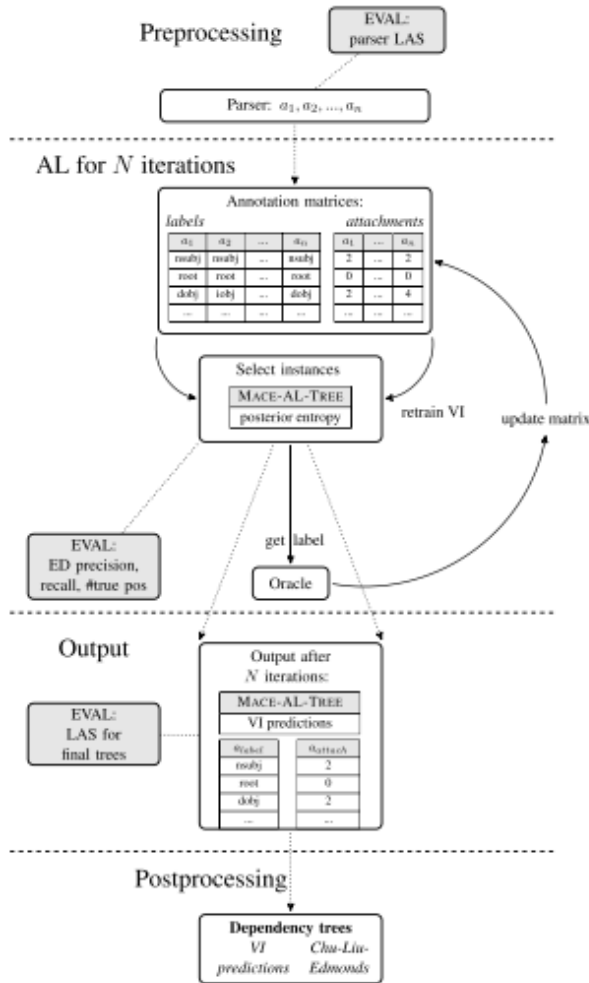 Preprocessing
EVAL:
parser LAS
Parser: a₁, a₂, ..., aₙ
AL for N iterations
Annotation matrices:
labels attachments
a₁ a₂ ... aₙ a₁ ... aₙ
nsubj nsubj ... nsubj 2 ... 2
root root ... root 0 ... 0
dobj iobj ... dobj 2 ... 4
... ... ... ... ... ... ...
Select instances
MACE-AL-TREE
posterior entropy
retrain VI
update matrix
get label
EVAL:
ED precision,
recall, #true pos
Oracle
Output
Output after
N iterations:
MACE-AL-TREE
VI predictions
EVAL:
LAS for
final trees
a_label a_attach
nsubj 2
root 0
dobj 2
... ...
Postprocessing
Dependency trees
VI Chu-Liu-
predictions Edmonds